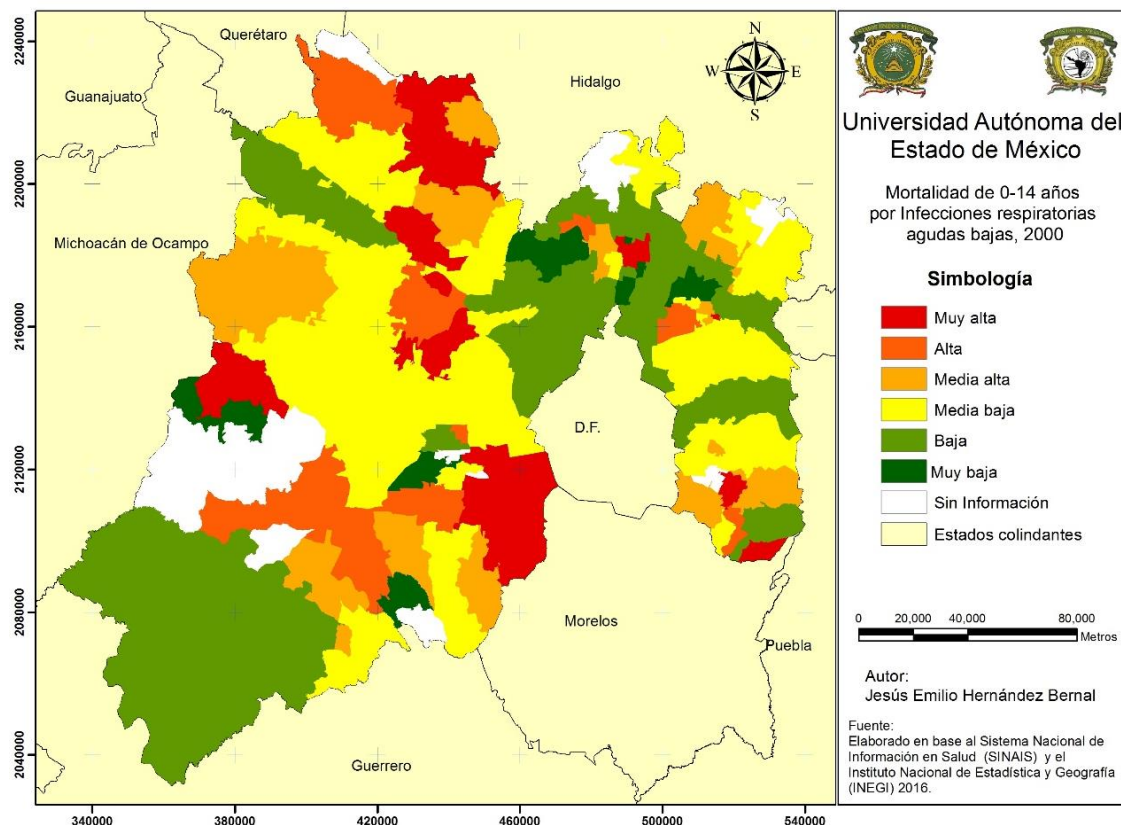 340000 380000 420000 460000 500000 540000
2240000
2200000
2160000
2120000
2080000
2040000
Querétaro
Guanajuato
Hidalgo
Michoacán de Ocampo
D.F.
Morelos
Puebla
Guerrero
N
W E
S
Universidad Autónoma del
Estado de México
Mortalidad de 0-14 años
por Infecciones respiratorias
agudas bajas, 2000
Simbología
Muy alta
Alta
Media alta
Media baja
Baja
Muy baja
Sin Información
Estados colindantes
0 20,000 40,000 80,000
Metros
Autor:
Jesús Emilio Hernández Bernal
Fuente:
Elaborado en base al Sistema Nacional de
Información en Salud (SINAIS) y el
Instituto Nacional de Estadística y Geografía
(INEGI) 2016.